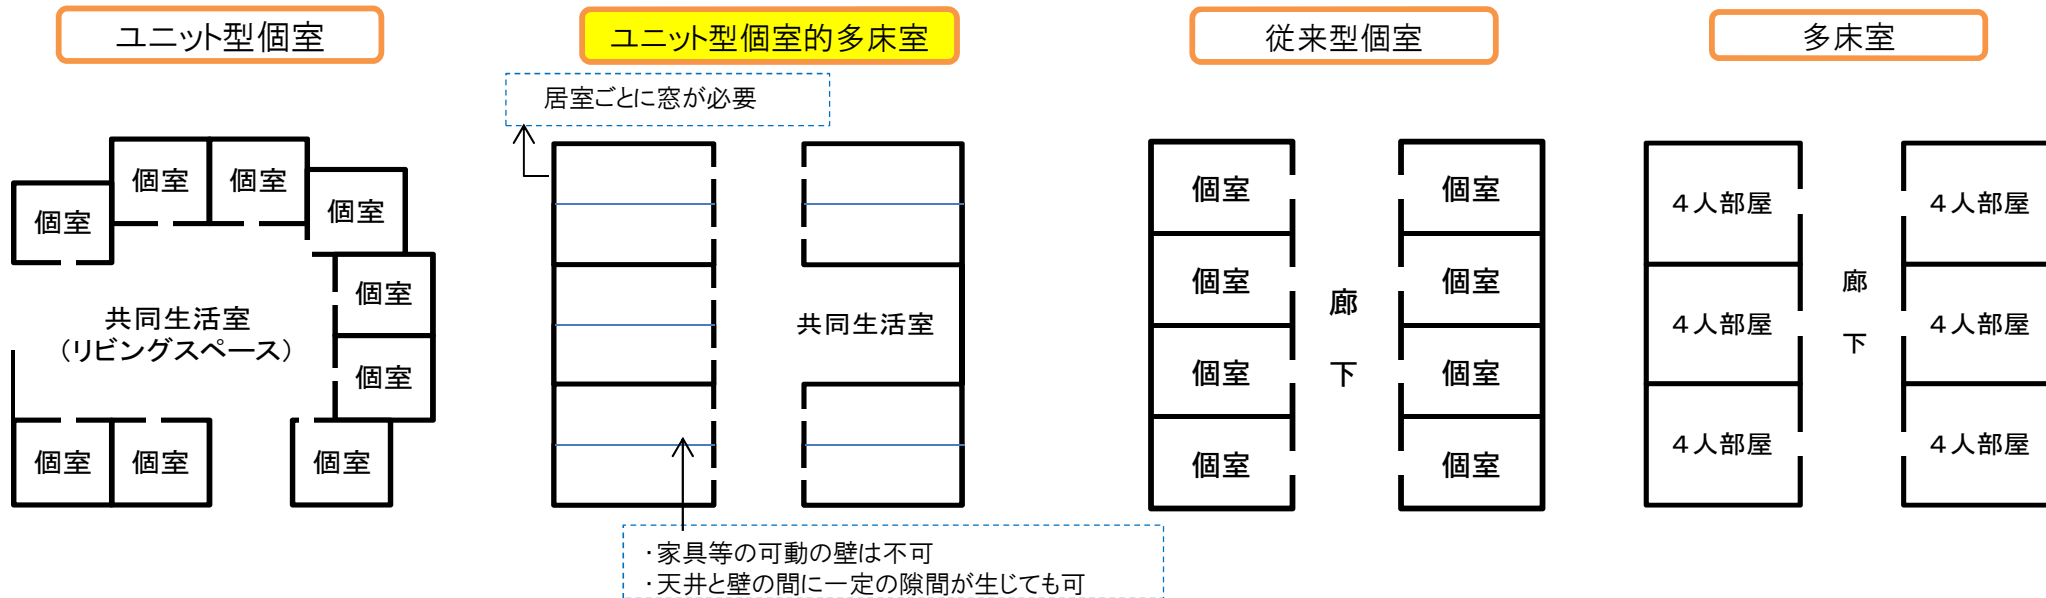 ユニット型個室
ユニット型個室的多床室
従来型個室
多床室
居室ごとに窓が必要
個室
個室
個室
個室
個室
個室
個室
個室
個室
共同生活室
（リビングスペース）
共同生活室
・家具等の可動の壁は不可
・天井と壁の間に一定の隙間が生じても可
個室
個室
個室
個室
廊
下
個室
個室
個室
個室
４人部屋
４人部屋
４人部屋
廊
下
４人部屋
４人部屋
４人部屋